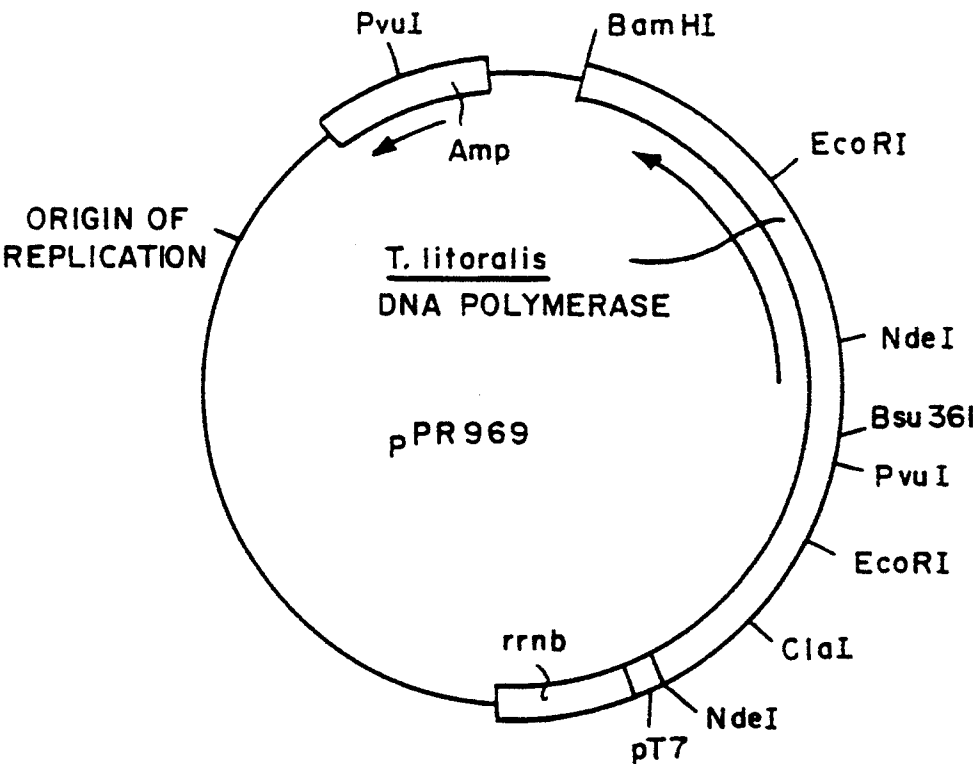 PvuI
BamHI
EcoRI
Amp
ORIGIN OF
REPLICATION
T. litoralis
DNA POLYMERASE
NdeI
Bsu36I
pPR969
PvuI
EcoRI
rrnb
ClaI
NdeI
pT7